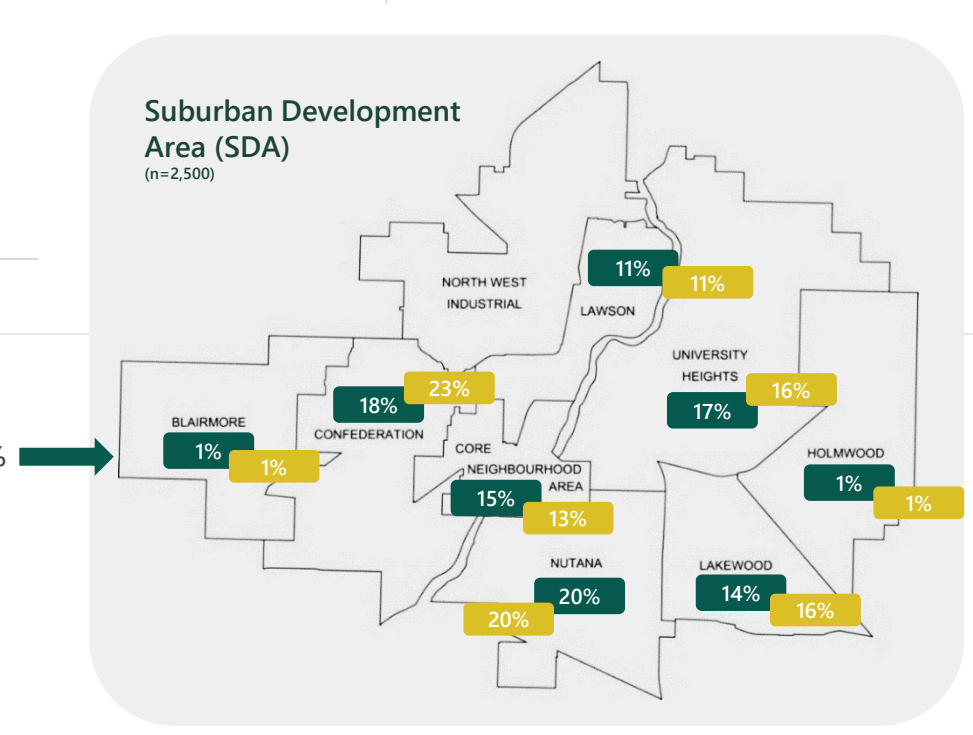 Suburban Development
Area (SDA)
(n=2,500)
11%
11%
NORTH WEST
INDUSTRIAL
LAWSON
UNIVERSITY
HEIGHTS
16%
17%
23%
18%
CONFEDERATION
BLAIRMORE
1%
1%
%
CORE
NEIGHBOURHOOD
AREA
15%
13%
HOLMWOOD
1%
1%
NUTANA
20%
20%
LAKEWOOD
14%
16%